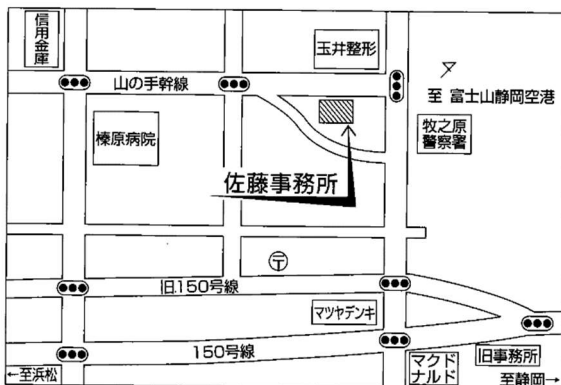 信用金庫
玉井整形
山の手幹線
至 富士山静岡空港
榛原病院
牧之原
警察署
佐藤事務所
〒
旧150号線
マツヤデンキ
150号線
旧事務所
マクド
ナルド
←至浜松
至静岡→